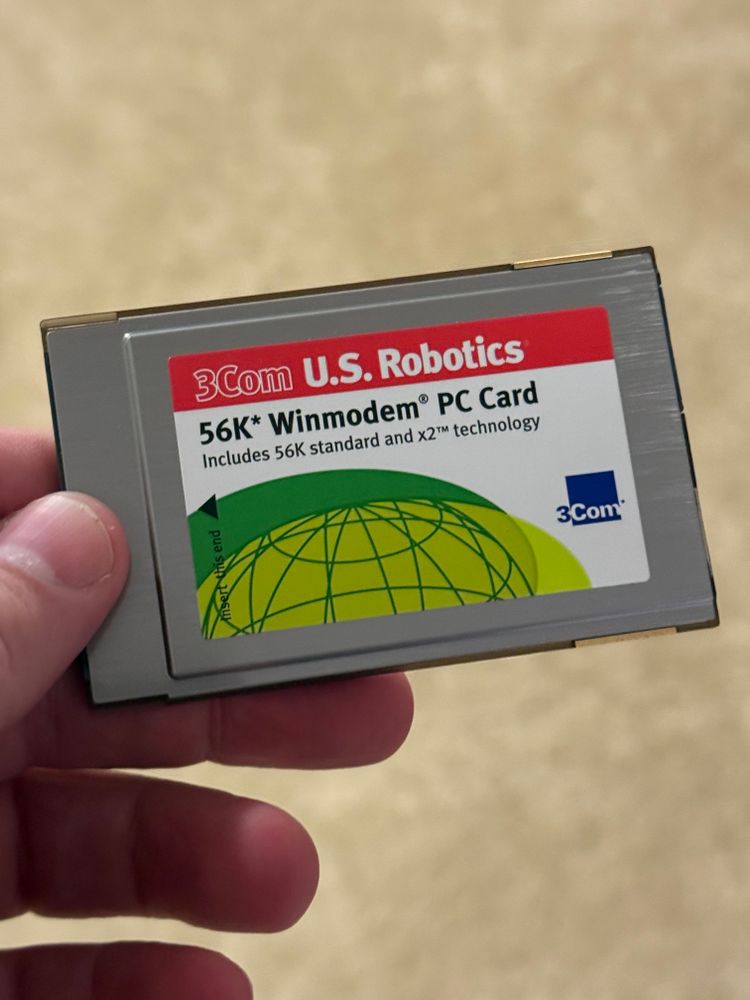 3Com U.S. Robotics
56K* Winmodem® PC Card
Includes 56K standard and x2™ technology
3Com
Insert this end